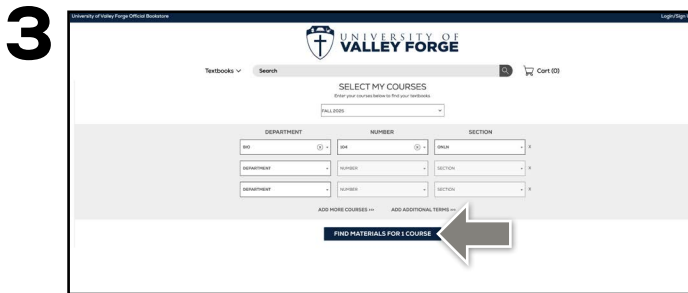 3
University of Valley Forge Official Bookstore
Login/Sign
UNIVERSITY OF
VALLEY FORGE
Textbooks
Search
Cart (0)
SELECT MY COURSES
Enter your courses below to find your textbooks
FALL 2025
DEPARTMENT NUMBER SECTION
BIO 104 ONLN X
DEPARTMENT NUMBER SECTION X
DEPARTMENT NUMBER SECTION X
ADD MORE COURSES >>> ADD ADDITIONAL TERMS >>>
FIND MATERIALS FOR 1 COURSE